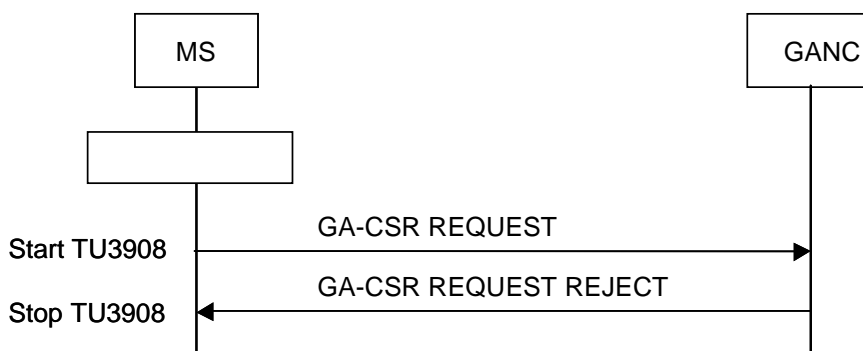 MS
GANC
GA-CSR REQUEST
Start TU3908
GA-CSR REQUEST REJECT
Stop TU3908